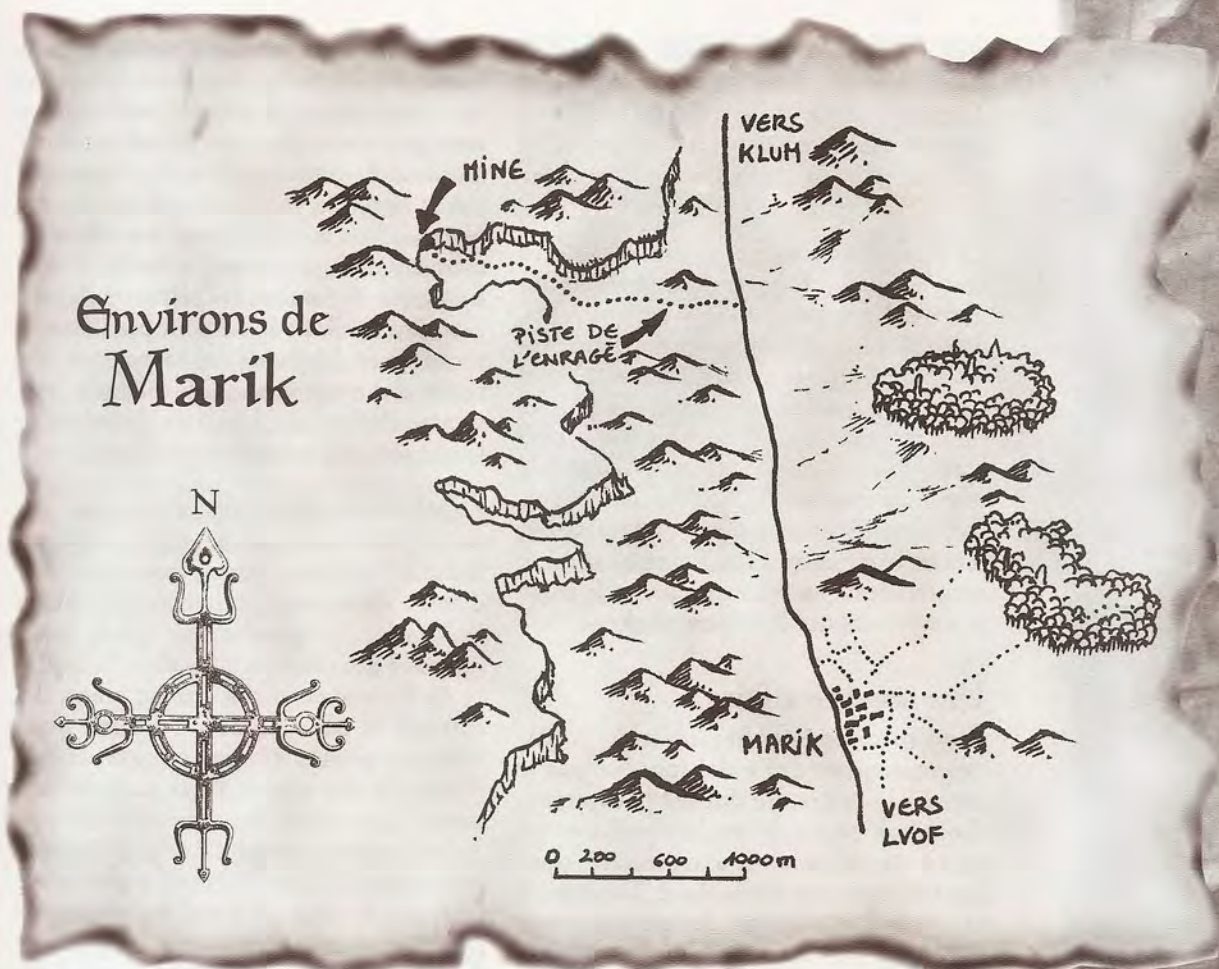 VERS
KLUM
MINE
Environs de
Marik
PISTE DE
L'ENRAGÉ
N
MARIK
VERS
LVOF
0 200 600 1000m